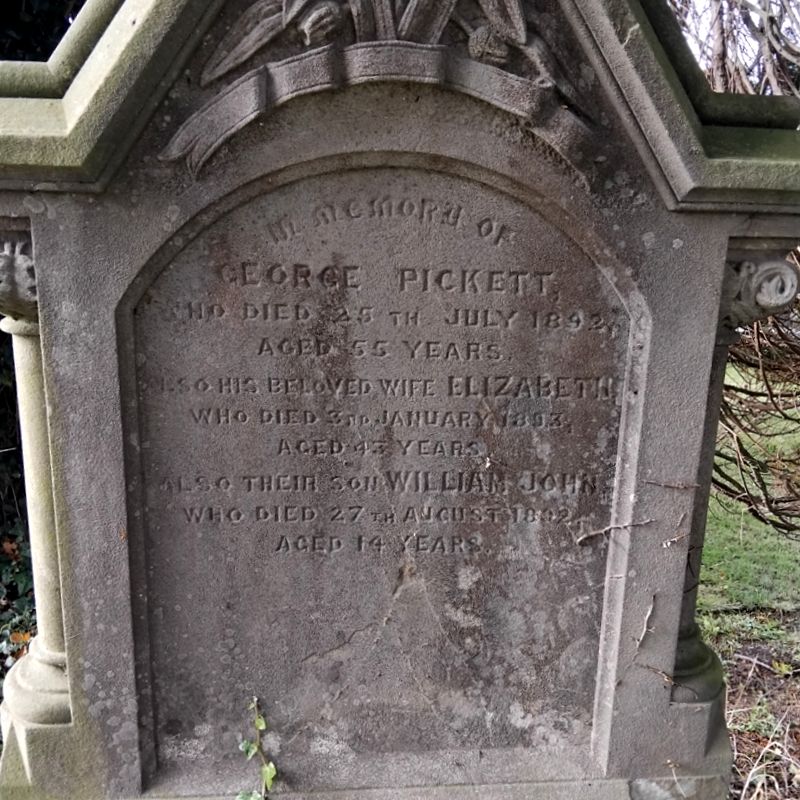 IN MEMORY OF
GEORGE PICKETT,
WHO DIED 25TH JULY 1892,
AGED 55 YEARS.
ALSO HIS BELOVED WIFE ELIZABETH
WHO DIED 3RD JANUARY 1893,
AGED 43 YEARS.
ALSO THEIR SON WILLIAM JOHN,
WHO DIED 27TH AUGUST 1892,
AGED 14 YEARS.